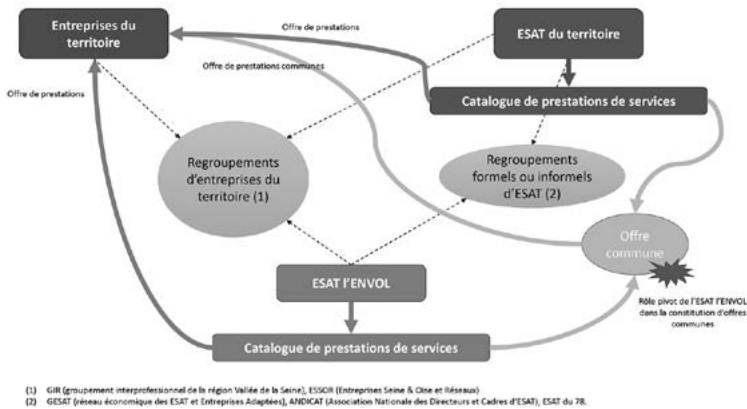 Entreprises du
territoire
Offre de prestations
ESAT du territoire
Offre de prestations communes
Offre de prestations
Catalogue de prestations de services
Regroupements
d'entreprises du
territoire (1)
Regroupements
formels ou informels
d'ESAT (2)
Offre
commune
ESAT l'ENVOL
Rôle pivot de l'ESAT l'ENVOL
dans la constitution d'offres
communes
Catalogue de prestations de services
(1) GIR (groupement interprofessionnel de la région Vallée de la Seine), ESSOR (Entreprises Seine & Oise et Réseaux)
(2) GESAT (réseau économique des ESAT et Entreprises Adaptées), ANDICAT (Association Nationale des Directeurs et Cadres d'ESAT), ESAT du 78.